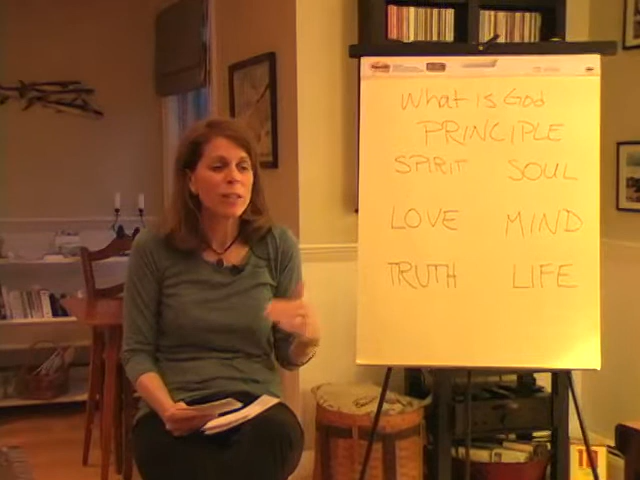 What is God
PRINCIPLE
SPIRIT SOUL
LOVE MIND
TRUTH LIFE